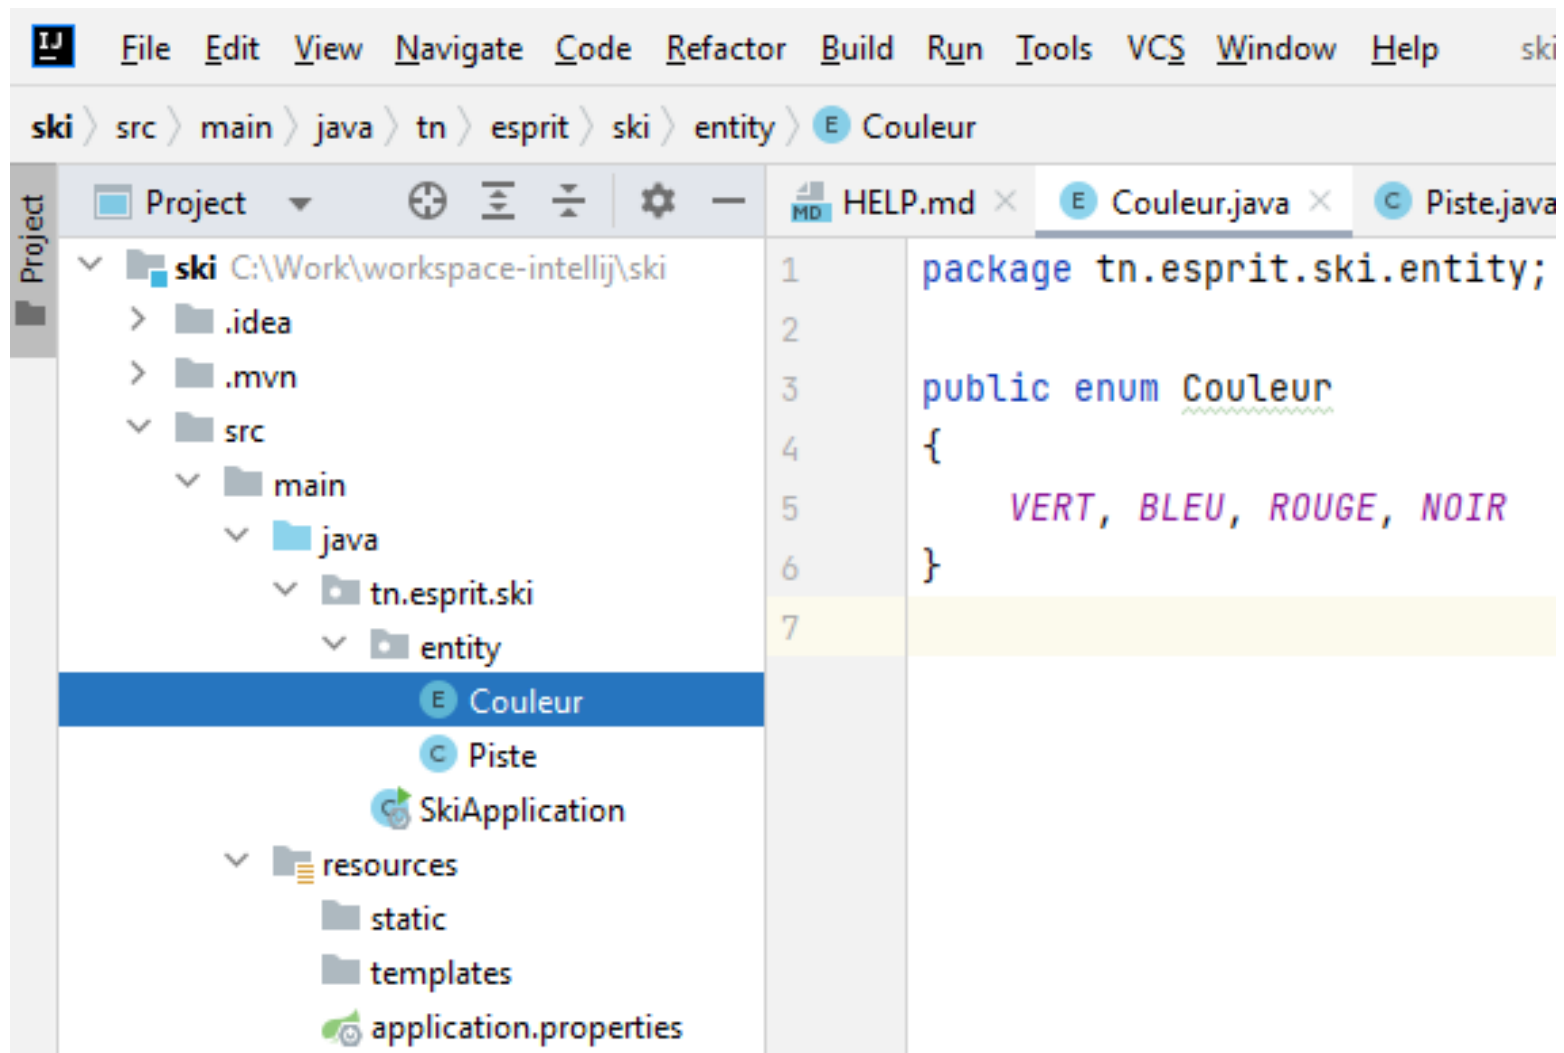 IJ File Edit View Navigate Code Refactor Build Run Tools VCS Window Help ski
ski src main java tn esprit ski entity E Couleur
Project
Project
MD HELP.md E Couleur.java C Piste.java
ski C:\Work\workspace-intellij\ski
.idea
.mvn
src
main
java
tn.esprit.ski
entity
E Couleur
C Piste
SkiApplication
resources
static
templates
application.properties
1 package tn.esprit.ski.entity;
2
3 public enum Couleur
4 {
5 VERT, BLEU, ROUGE, NOIR
6 }
7